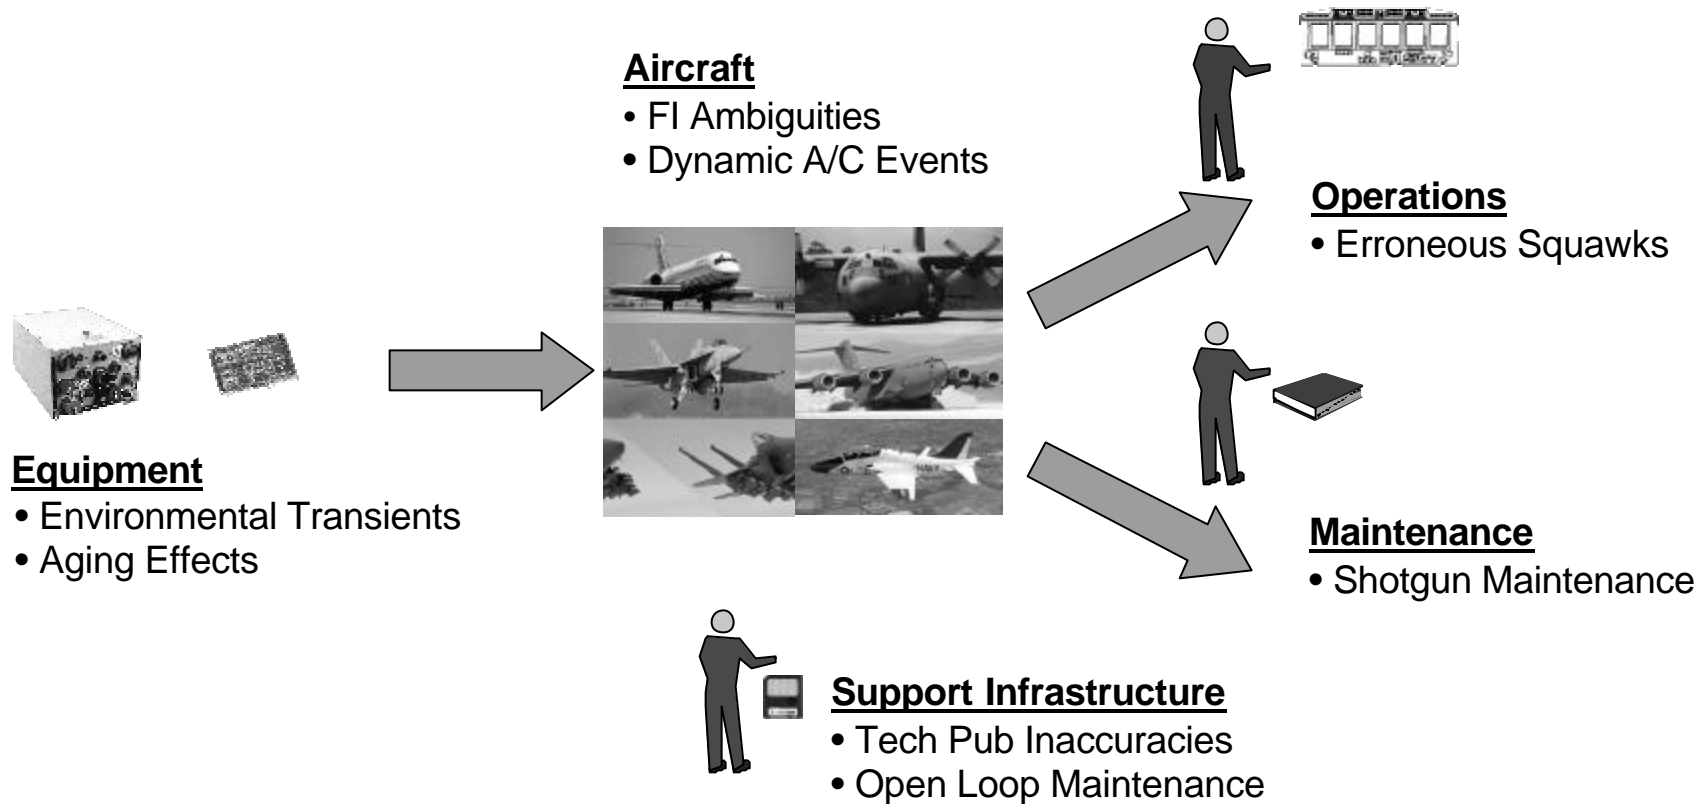 Aircraft
• FI Ambiguities
• Dynamic A/C Events
Operations
• Erroneous Squawks
Equipment
• Environmental Transients
• Aging Effects
Maintenance
• Shotgun Maintenance
Support Infrastructure
• Tech Pub Inaccuracies
• Open Loop Maintenance
NAVY